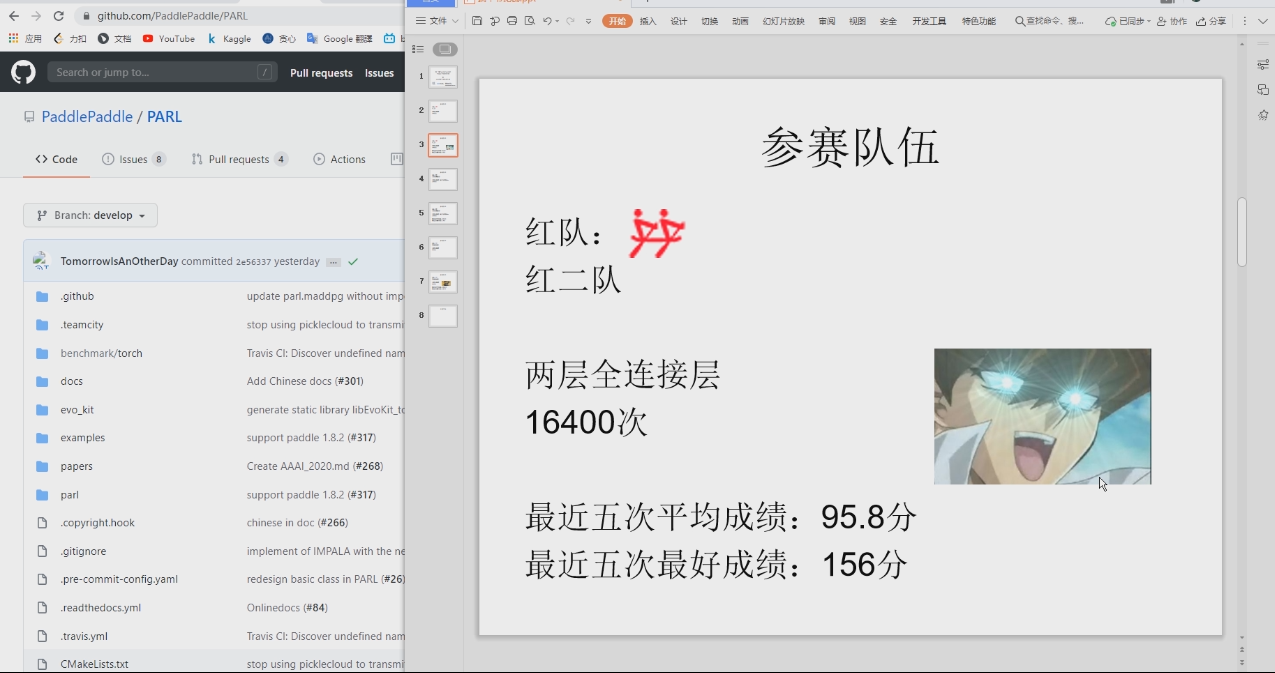 github.com/PaddlePaddle/PARL
应用
力扣
文档
YouTube
Kaggle
贪心
Google 翻译
Search or jump to...
/
Pull requests
Issues
PaddlePaddle / PARL
Code
Issues 8
Pull requests 4
Actions
Branch: develop
TomorrowIsAnOtherDay committed 2e56337 yesterday
.github
update parl.maddpg without imp
.teamcity
stop using picklecloud to transmi
benchmark/torch
Travis CI: Discover undefined nam
docs
Add Chinese docs (#301)
evo_kit
generate static library libEvoKit_to
examples
support paddle 1.8.2 (#317)
papers
Create AAAI_2020.md (#268)
parl
support paddle 1.8.2 (#317)
.copyright.hook
chinese in doc (#266)
.gitignore
implement of IMPALA with the ne
.pre-commit-config.yaml
redesign basic class in PARL (#26)
.readthedocs.yml
Onlinedocs (#84)
.travis.yml
Travis CI: Discover undefined nam
CMakeLists.txt
stop using picklecloud to transmi
文件
开始
插入
设计
切换
动画
幻灯片放映
审阅
视图
安全
开发工具
特色功能
查找命令、搜...
已同步
协作
分享
1
2
3
4
5
6
7
8
参赛队伍
红队：
红二队
两层全连接层
16400次
最近五次平均成绩：95.8分
最近五次最好成绩：156分